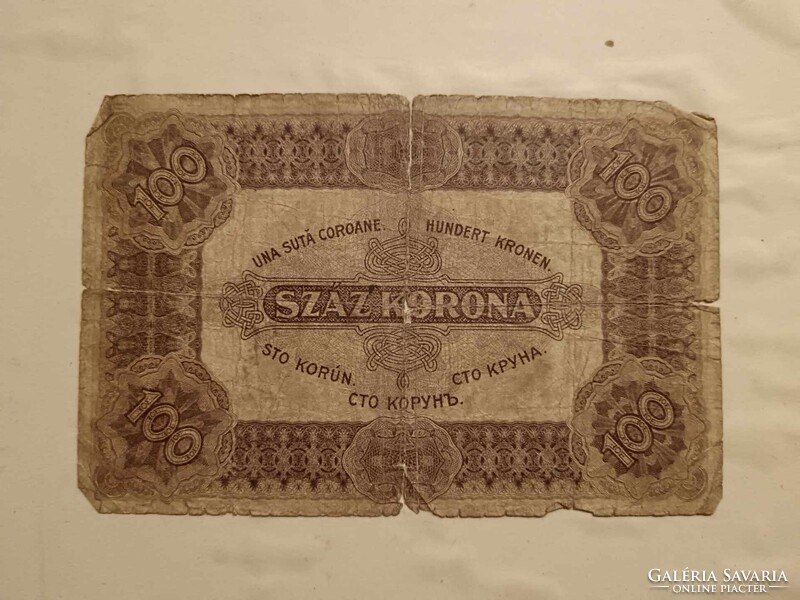 100
100
UNA SUTĂ COROANE.
HUNDERT KRONEN.
SZÁZ KORONA
STO KORÚN.
СТО КРУНА.
СТО КОРУНЪ.
100
100
GALÉRIA SAVARIA
ONLINE PIACTÉR